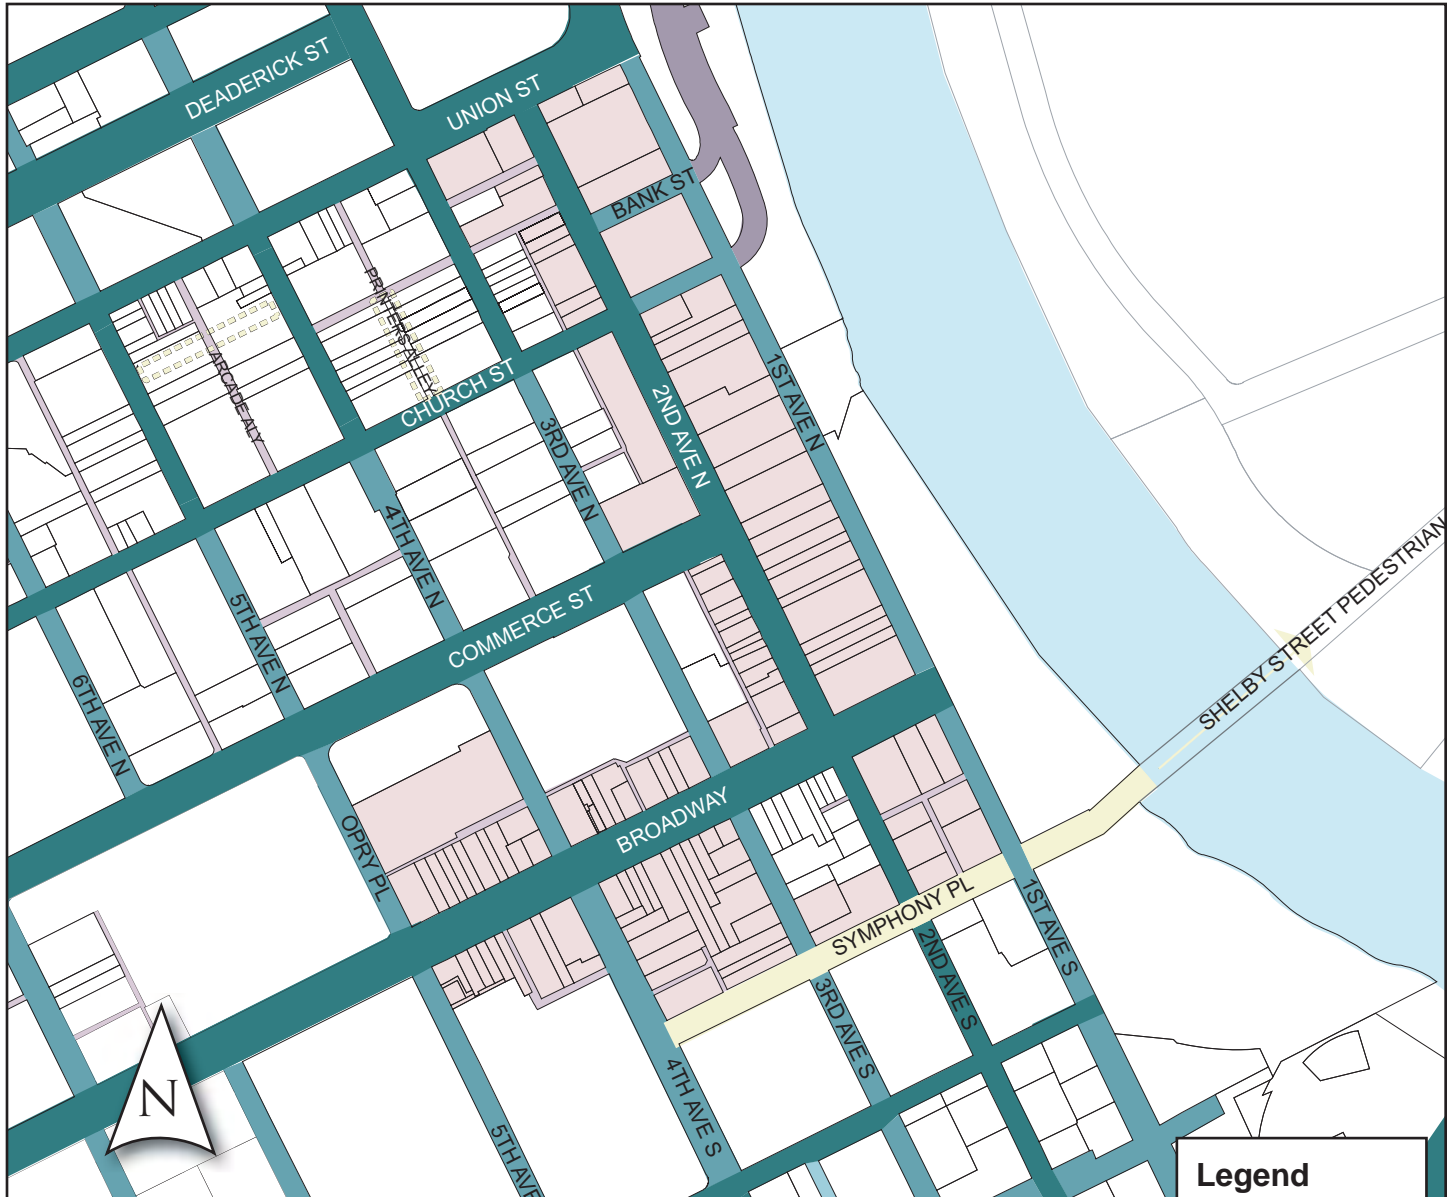 DEADERICK ST
UNION ST
BANK ST
PRINTERS ALLEY
ARCADE ALY
CHURCH ST
1ST AVE N
2ND AVE N
3RD AVE N
4TH AVE N
5TH AVE N
6TH AVE N
COMMERCE ST
SHELBY STREET PEDESTRIAN
OPRY PL
BROADWAY
SYMPHONY PL
1ST AVE S
2ND AVE S
3RD AVE S
4TH AVE S
5TH AVE
N
Legend